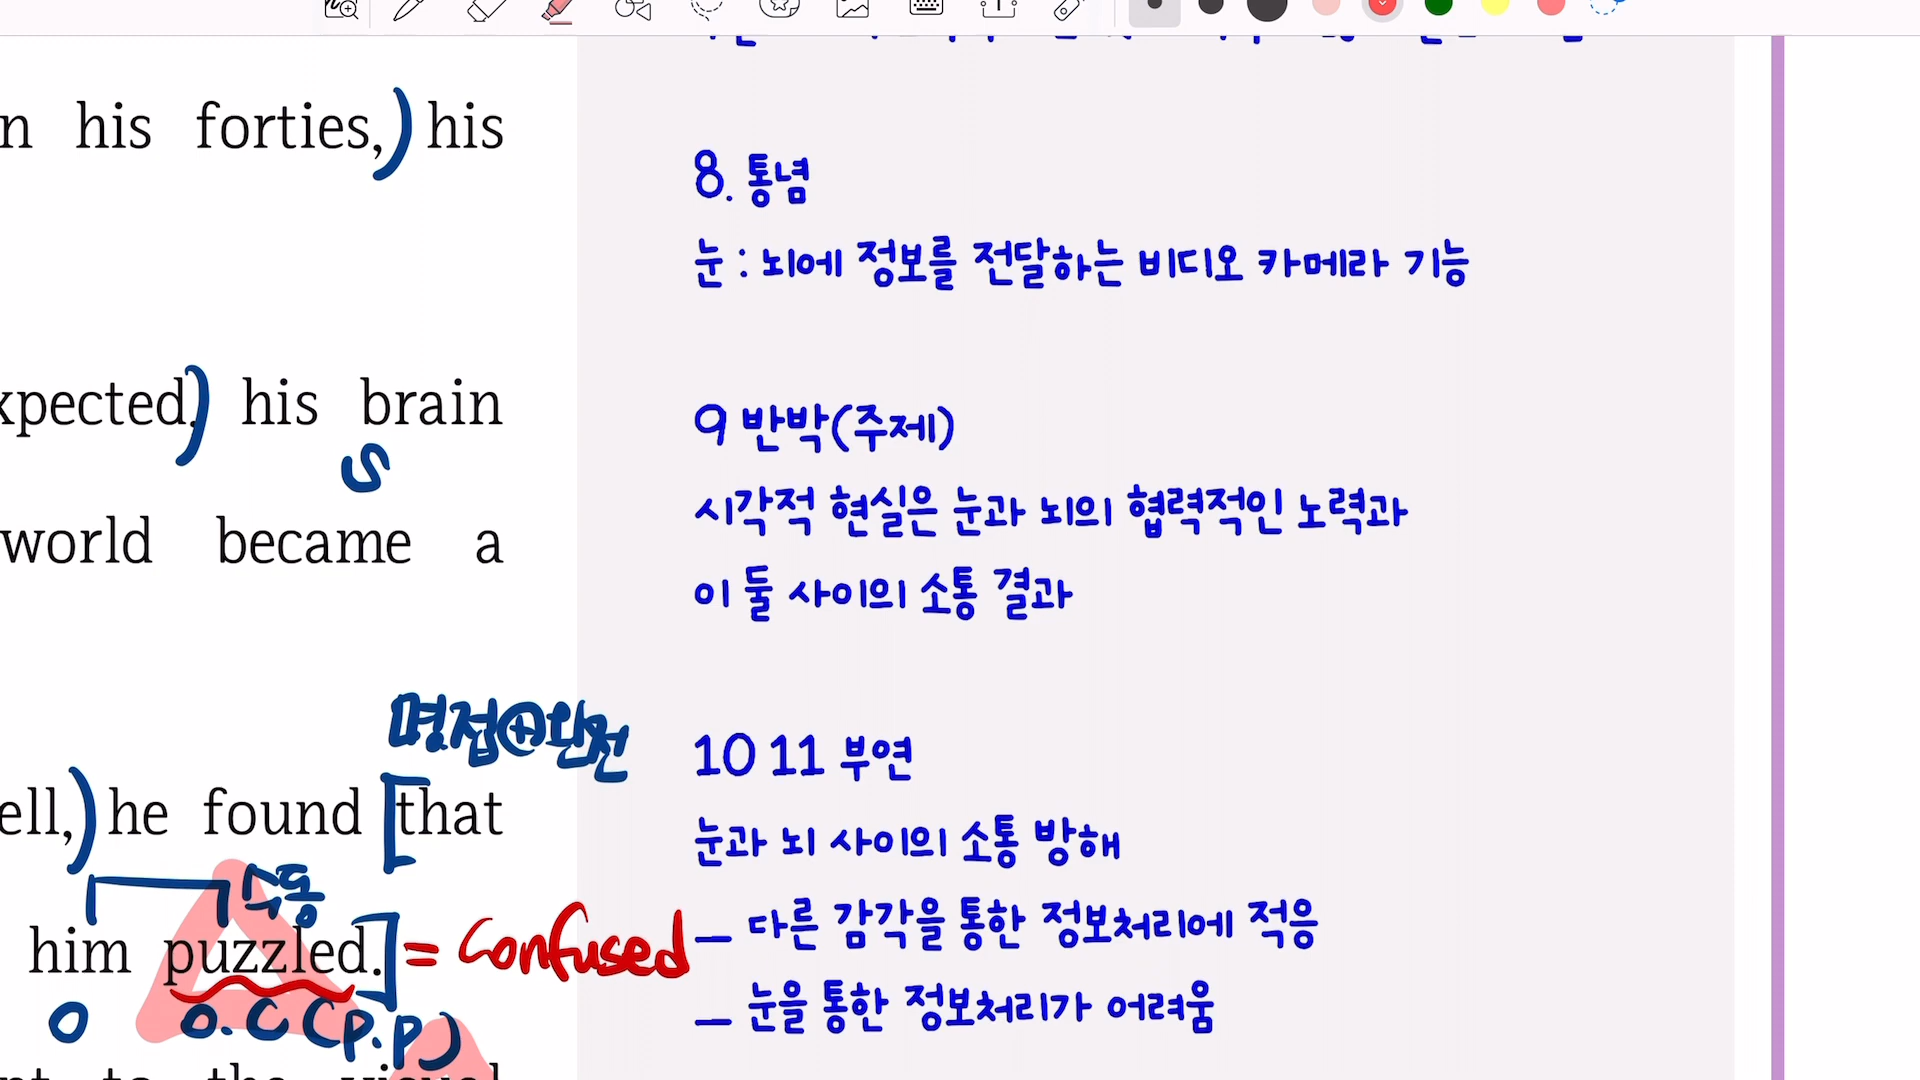 n his forties,) his
8. 통념
눈 : 뇌에 정보를 전달하는 비디오 카메라 기능
xpected,) his brain
S
9 반박(주제)
시각적 현실은 눈과 뇌의 협력적인 노력과
world became a
이 둘 사이의 소통 결과
명접⊕완전
10 11 부연
ell,) he found [that
눈과 뇌 사이의 소통 방해
수동
him puzzled.] = confused
_ 다른 감각을 통한 정보처리에 적응
O O.C (p.p)
_ 눈을 통한 정보처리가 어려움
to the visual